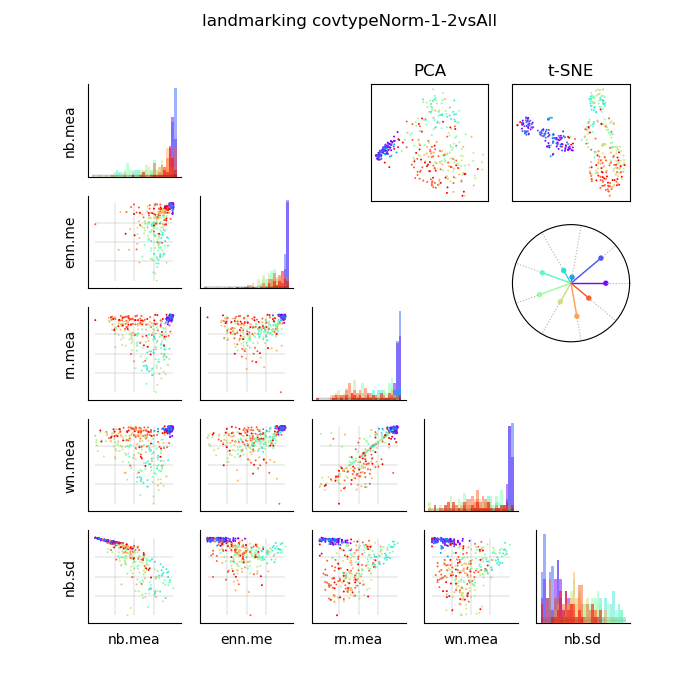 landmarking covtypeNorm-1-2vsAll
PCA
t-SNE
nb.mea
enn.me
rn.mea
wn.mea
nb.sd
nb.mea
enn.me
rn.mea
wn.mea
nb.sd